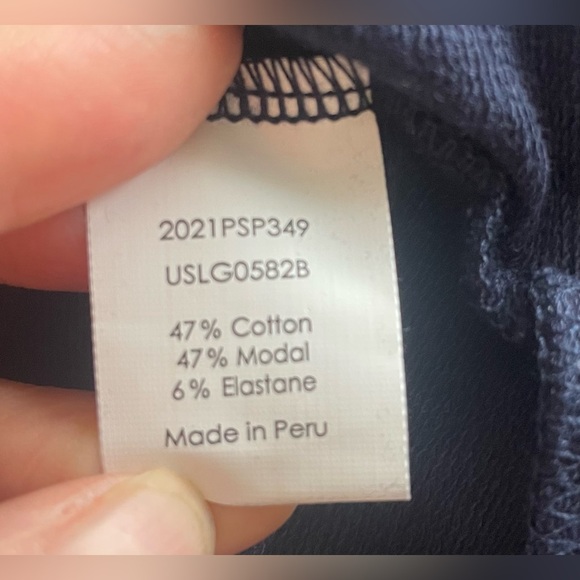 2021PSP349
USLG0582B
47% Cotton
47% Modal
6% Elastane
Made in Peru